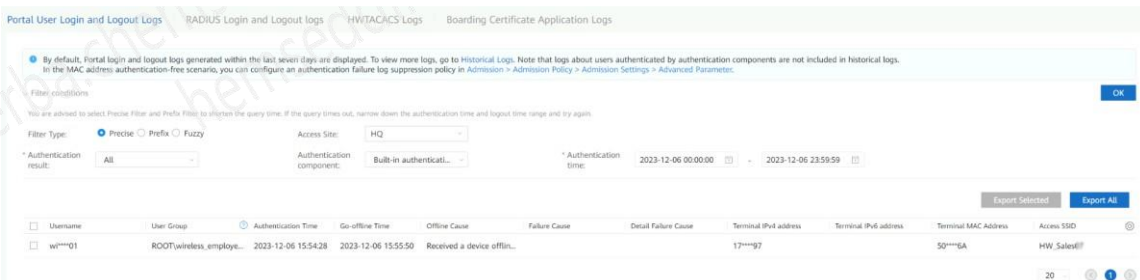 Portal User Login and Logout Logs RADIUS Login and Logout logs HWTACACS Logs Boarding Certificate Application Logs
By default, Portal login and logout logs generated within the last seven days are displayed. To view more logs, go to Historical Logs. Note that logs about users authenticated by authentication components are not included in historical logs.
In the MAC address authentication-free scenario, you can configure an authentication failure log suppression policy in Admission > Admission Policy > Admission Settings > Advanced Parameter.
Filter conditions OK
You are advised to select Precise Filter and Prefix Filter to shorten the query time. If the query times out, narrow down the authentication time and logout time range and try again.
Filter Type: Precise Prefix Fuzzy Access Site: HQ
* Authentication result: All Authentication component: Built-in authenticati... * Authentication time: 2023-12-06 00:00:00 - 2023-12-06 23:59:59
Export Selected Export All
Username User Group Authentication Time Go-offline Time Offline Cause Failure Cause Detail Failure Cause Terminal IPv4 address Terminal IPv6 address Terminal MAC Address Access SSID
wi****01 ROOT\wireless_employe... 2023-12-06 15:54:28 2023-12-06 15:55:50 Received a device offlin... 17****97 50****6A HW_Sales
20 1